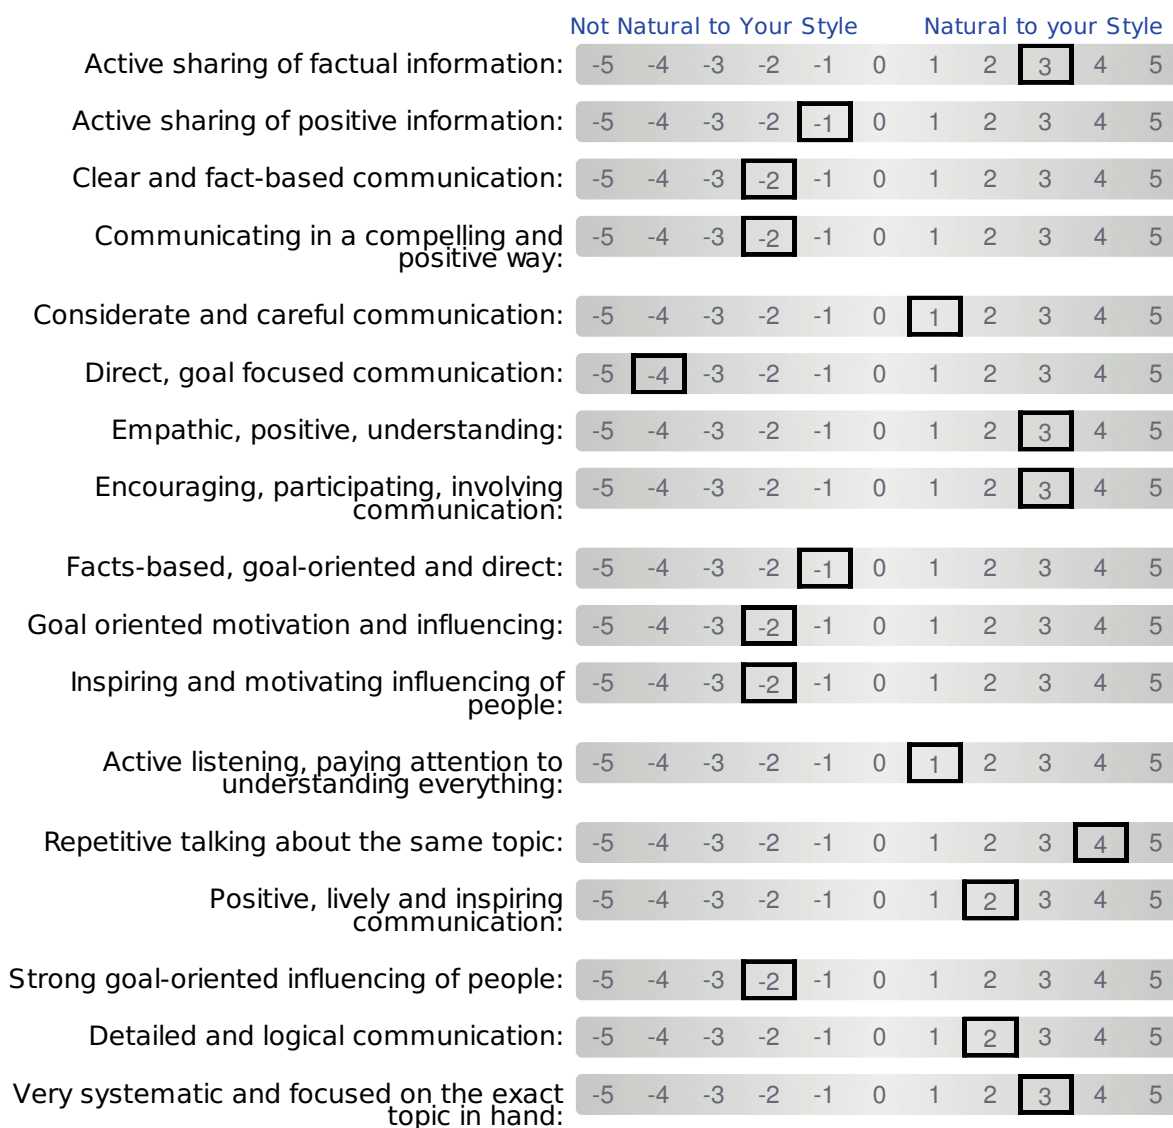 Not Natural to Your Style Natural to your Style
Active sharing of factual information: -5 -4 -3 -2 -1 0 1 2 3 4 5
Active sharing of positive information: -5 -4 -3 -2 -1 0 1 2 3 4 5
Clear and fact-based communication: -5 -4 -3 -2 -1 0 1 2 3 4 5
Communicating in a compelling and -5 -4 -3 -2 -1 0 1 2 3 4 5
positive way:
Considerate and careful communication: -5 -4 -3 -2 -1 0 1 2 3 4 5
Direct, goal focused communication: -5 -4 -3 -2 -1 0 1 2 3 4 5
Empathic, positive, understanding: -5 -4 -3 -2 -1 0 1 2 3 4 5
Encouraging, participating, involving -5 -4 -3 -2 -1 0 1 2 3 4 5
communication:
Facts-based, goal-oriented and direct: -5 -4 -3 -2 -1 0 1 2 3 4 5
Goal oriented motivation and influencing: -5 -4 -3 -2 -1 0 1 2 3 4 5
Inspiring and motivating influencing of -5 -4 -3 -2 -1 0 1 2 3 4 5
people:
Active listening, paying attention to -5 -4 -3 -2 -1 0 1 2 3 4 5
understanding everything:
Repetitive talking about the same topic: -5 -4 -3 -2 -1 0 1 2 3 4 5
Positive, lively and inspiring -5 -4 -3 -2 -1 0 1 2 3 4 5
communication:
Strong goal-oriented influencing of people: -5 -4 -3 -2 -1 0 1 2 3 4 5
Detailed and logical communication: -5 -4 -3 -2 -1 0 1 2 3 4 5
Very systematic and focused on the exact -5 -4 -3 -2 -1 0 1 2 3 4 5
topic in hand: